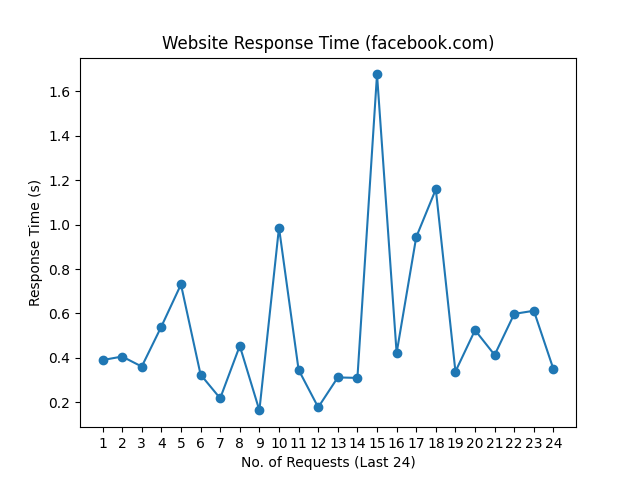 Website Response Time (facebook.com)
1.6
1.4
1.2
1.0
0.8
0.6
0.4
0.2
Response Time (s)
1 2 3 4 5 6 7 8 9 10 11 12 13 14 15 16 17 18 19 20 21 22 23 24
No. of Requests (Last 24)